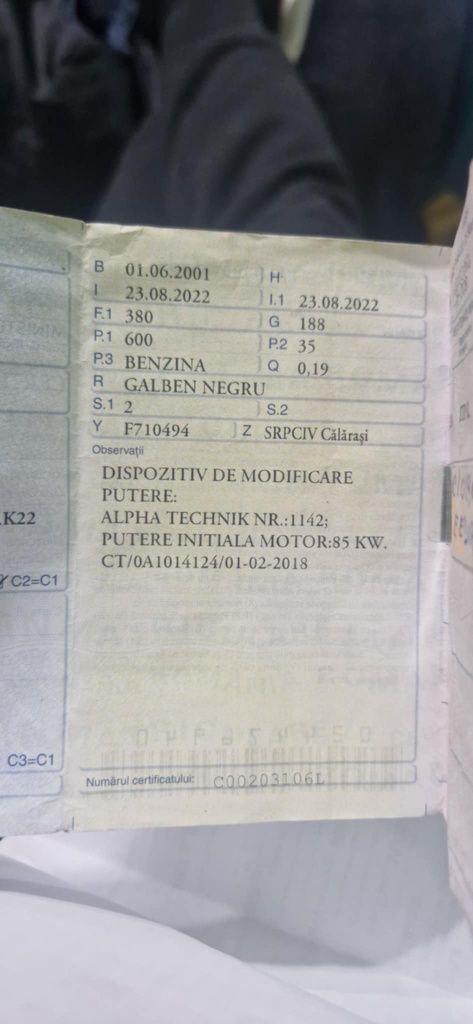 B 01.06.2001 H
I 23.08.2022 I.1 23.08.2022
F.1 380 G 188
P.1 600 P.2 35
P.3 BENZINA Q 0,19
R GALBEN NEGRU
S.1 2 S.2
Y F710494 Z SRPCIV Călărași
Observații
DISPOZITIV DE MODIFICARE
PUTERE:
ALPHA TECHNIK NR.:1142;
PUTERE INITIALA MOTOR:85 KW.
CT/0A1014124/01-02-2018
K22
C2=C1
C3=C1
Numărul certificatului: C00203106L